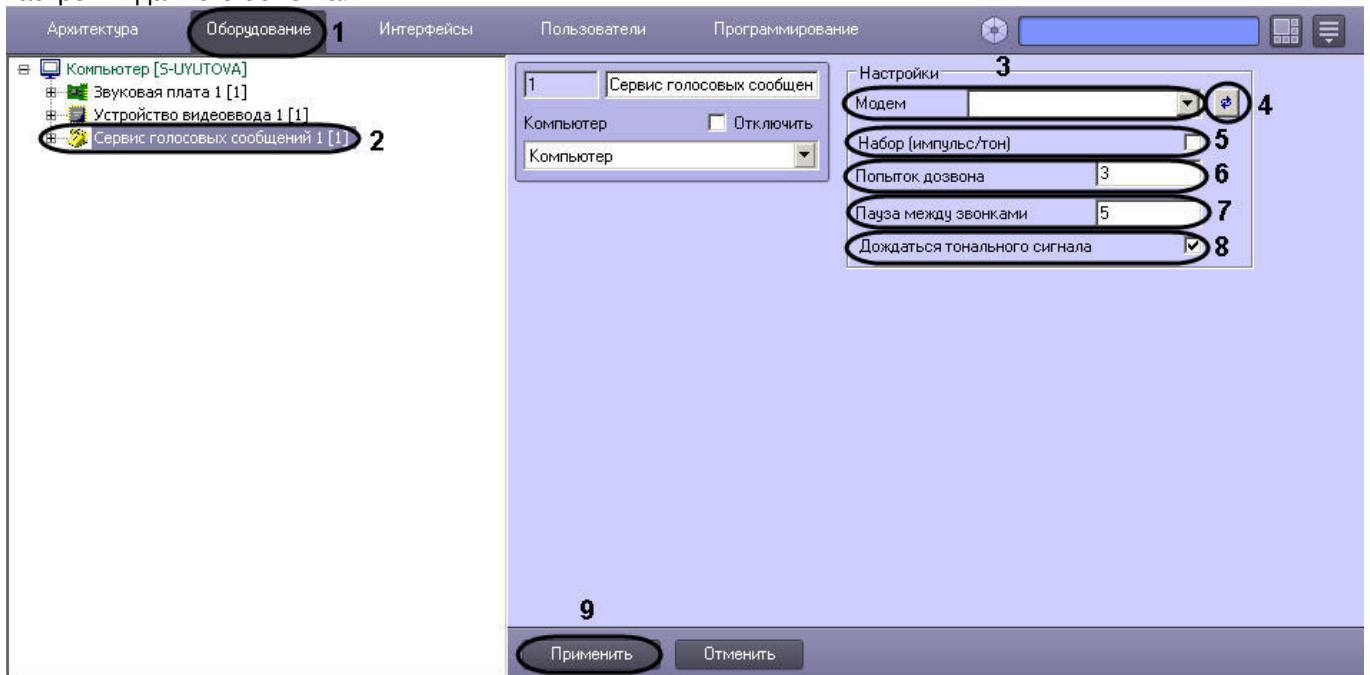 Архитектура Оборудование 1 Интерфейсы Пользователи Программирование
Компьютер [S-UYUTOVA]
Звуковая плата 1 [1]
Устройство видеоввода 1 [1]
Сервис голосовых сообщений 1 [1] 2
1 Сервис голосовых сообщен
Компьютер Отключить
Компьютер
Настройки 3
Модем 4
Набор (импульс/тон) 5
Попыток дозвона 3 6
Пауза между звонками 5 7
Дождаться тонального сигнала 8
9
Применить Отменить